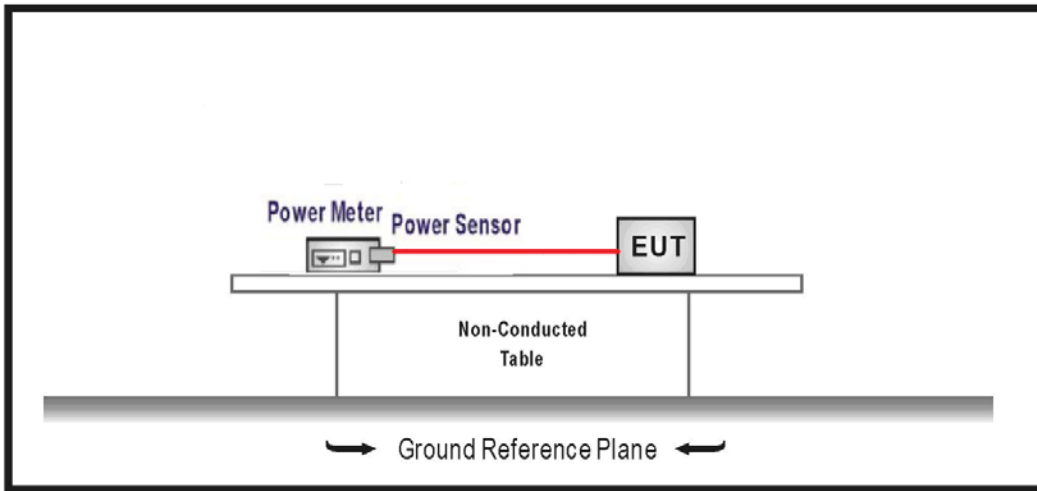 Power Meter
Power Sensor
EUT
Non-Conducted
Table
Ground Reference Plane